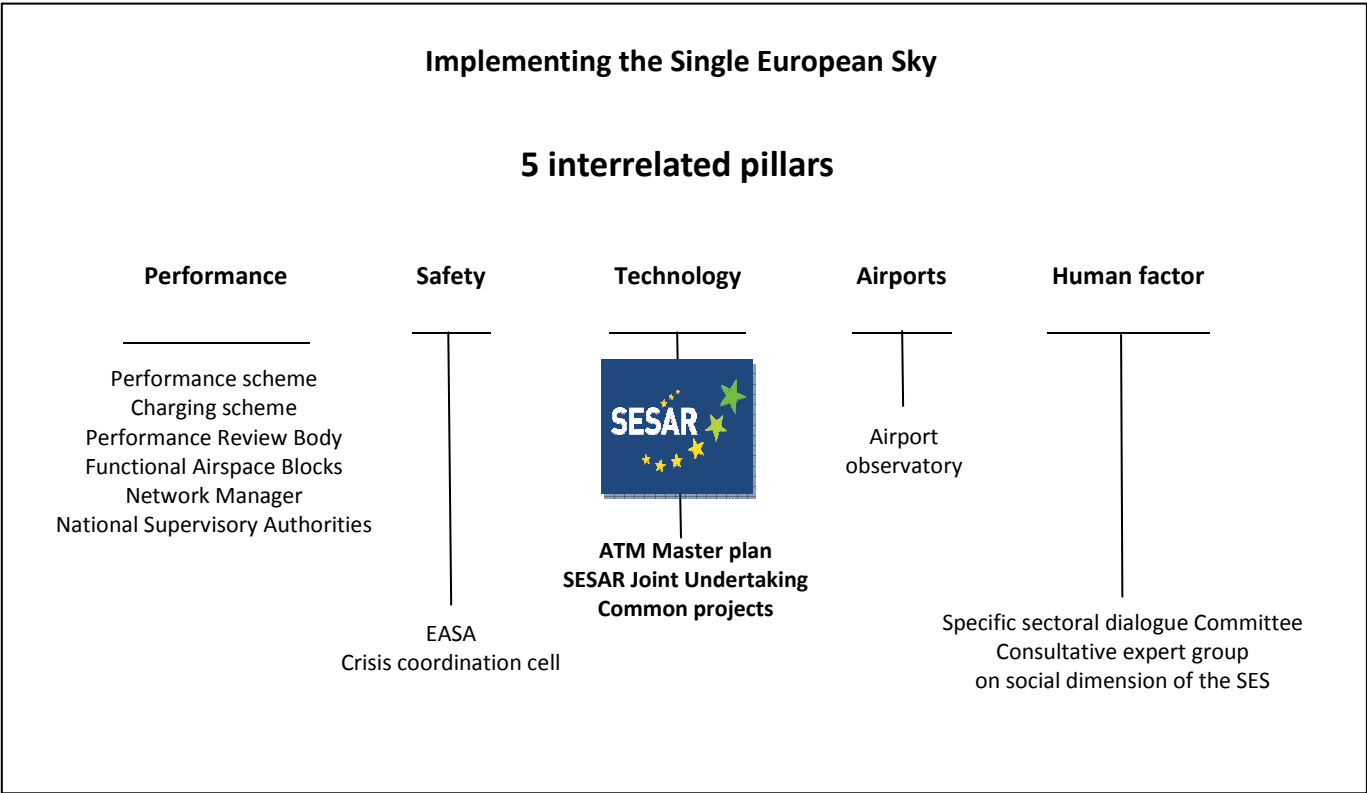 Implementing the Single European Sky
5 interrelated pillars
Performance
Performance scheme
Charging scheme
Performance Review Body
Functional Airspace Blocks
Network Manager
National Supervisory Authorities
Safety
EASA
Crisis coordination cell
Technology
SESAR
ATM Master plan
SESAR Joint Undertaking
Common projects
Airports
Airport
observatory
Human factor
Specific sectoral dialogue Committee
Consultative expert group
on social dimension of the SES